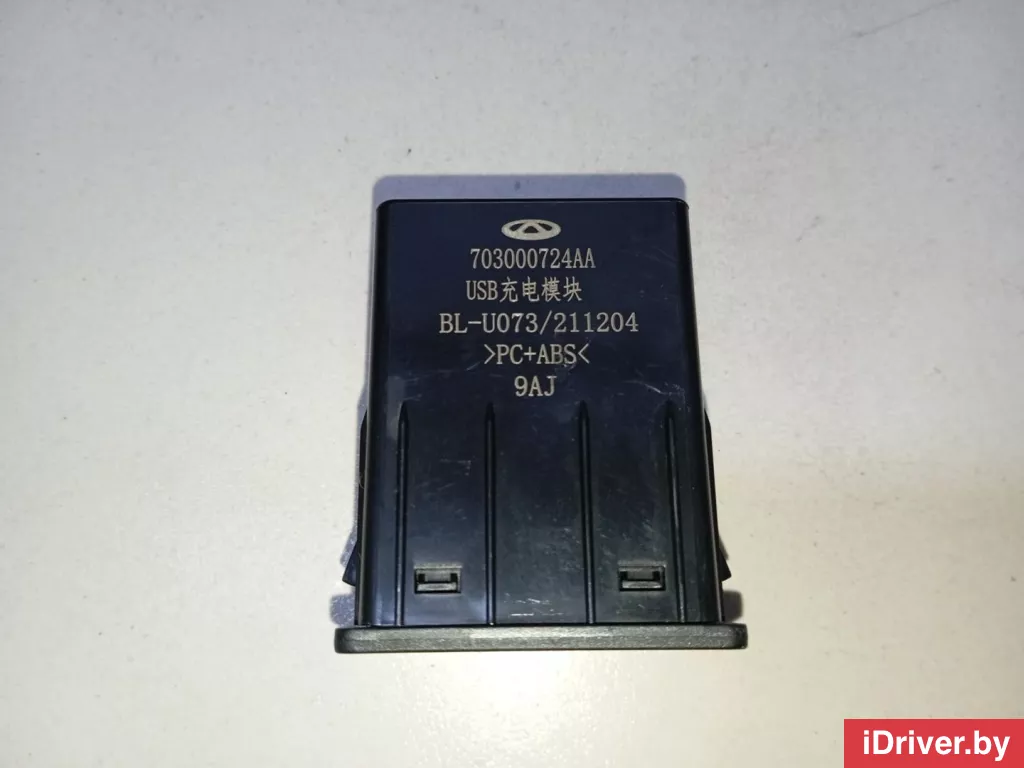 703000724AA
USB充电模块
BL-U073/211204
>PC+ABS<
9AJ
iDriver.by